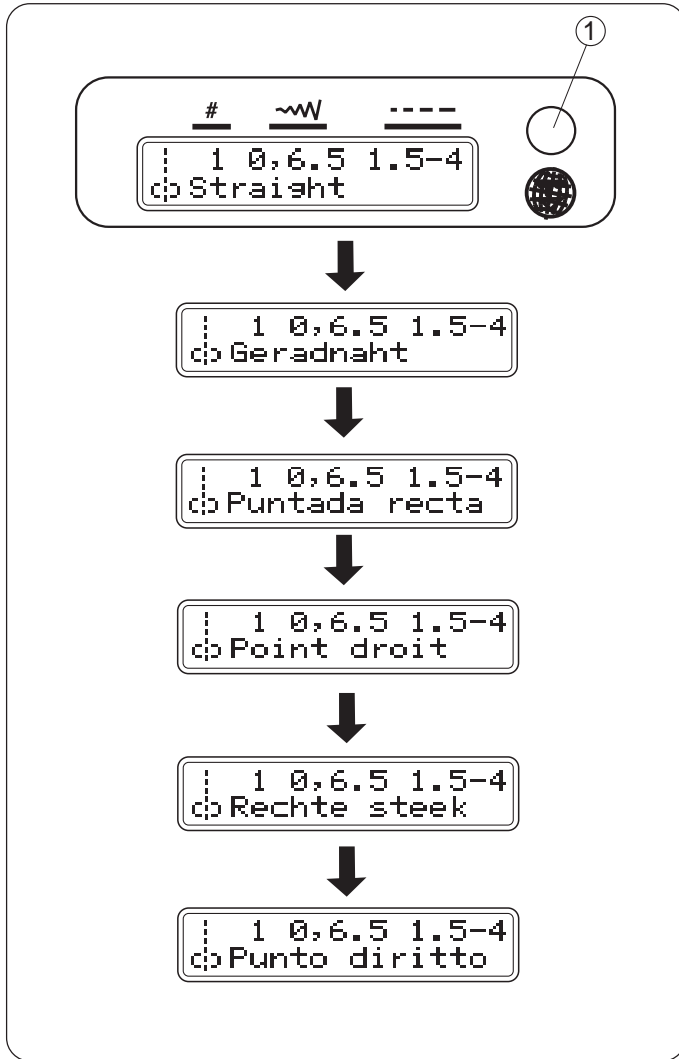 ①
#
1 0,6.5 1.5-4
Straight
1 0,6.5 1.5-4
Geradnaht
1 0,6.5 1.5-4
Puntada recta
1 0,6.5 1.5-4
Point droit
1 0,6.5 1.5-4
Rechte steek
1 0,6.5 1.5-4
Punto diritto